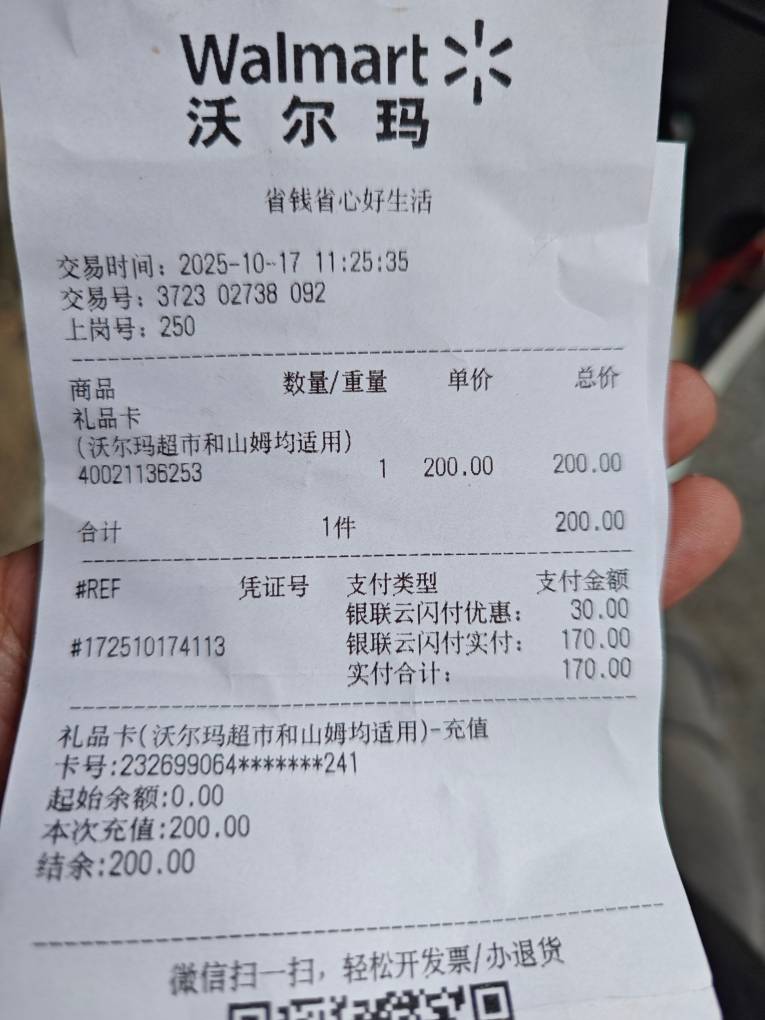 Walmart
沃尔玛
省钱省心好生活
交易时间：2025-10-17 11:25:35
交易号：3723 02738 092
上岗号：250
商品 数量/重量 单价 总价
礼品卡
(沃尔玛超市和山姆均适用)
40021136253 1 200.00 200.00
合计 1件 200.00
#REF 凭证号 支付类型 支付金额
银联云闪付优惠： 30.00
#172510174113 银联云闪付实付： 170.00
实付合计： 170.00
礼品卡(沃尔玛超市和山姆均适用)-充值
卡号:232699064*******241
起始余额:0.00
本次充值:200.00
结余:200.00
微信扫一扫，轻松开发票/办退货